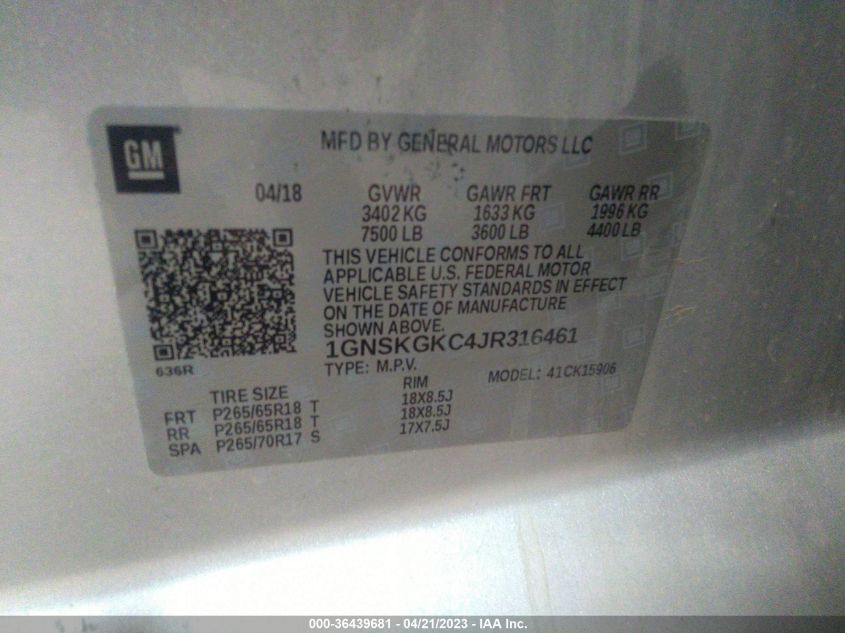 GM
MFD BY GENERAL MOTORS LLC
04/18 GVWR GAWR FRT GAWR RR
3402 KG 1633 KG 1996 KG
7500 LB 3600 LB 4400 LB
THIS VEHICLE CONFORMS TO ALL
APPLICABLE U.S. FEDERAL MOTOR
VEHICLE SAFETY STANDARDS IN EFFECT
ON THE DATE OF MANUFACTURE
SHOWN ABOVE.
1GNSKGKC4JR316461
636R
TYPE: M.P.V. MODEL: 41CK15906
TIRE SIZE RIM
FRT P265/65R18 T 18X8.5J
RR P265/65R18 T 18X8.5J
SPA P265/70R17 S 17X7.5J
000-36439681 - 04/21/2023 - IAA Inc.